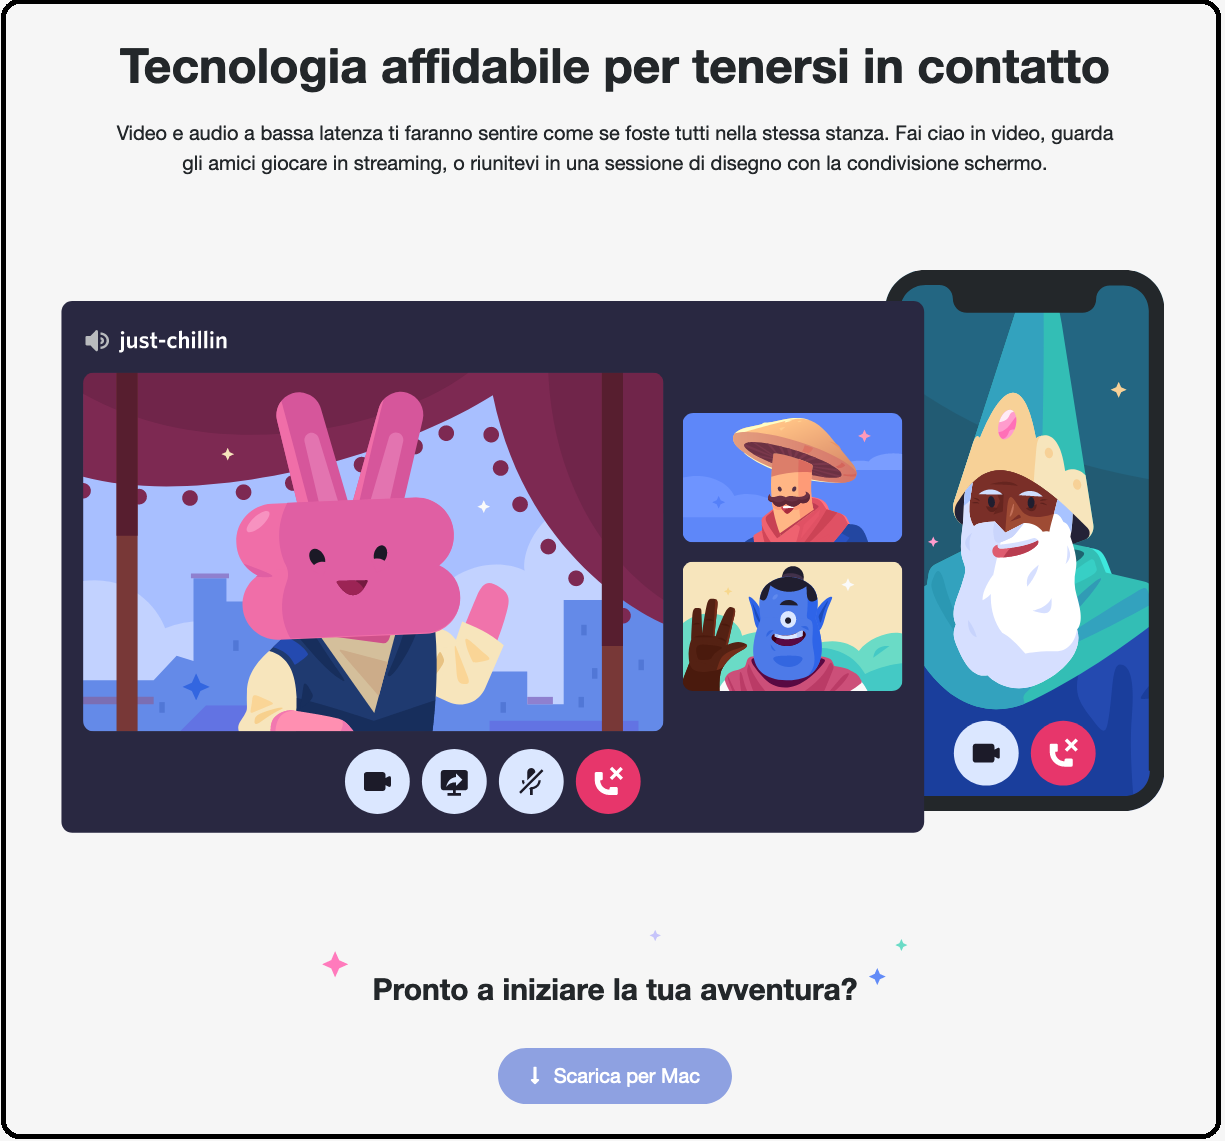 Tecnologia affidabile per tenersi in contatto
Video e audio a bassa latenza ti faranno sentire come se foste tutti nella stessa stanza. Fai ciao in video, guarda
gli amici giocare in streaming, o riunitevi in una sessione di disegno con la condivisione schermo.
just-chillin
Pronto a iniziare la tua avventura?
Scarica per Mac